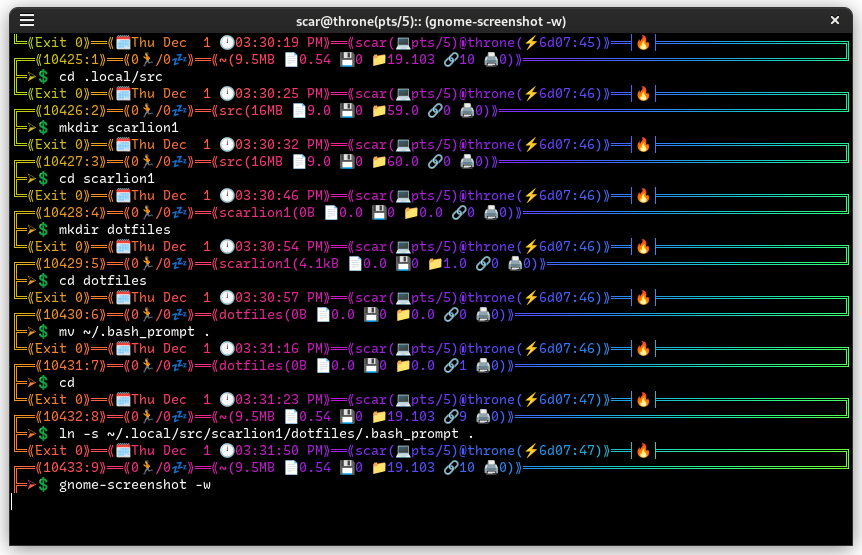 scar@throne(pts/5):: (gnome-screenshot -w)
╚═⟪Exit 0⟫══⟪🗓️Thu Dec  1 🕛03:30:19 PM⟫══⟪scar(💻pts/5)@throne(⚡6d07:45)⟫══│🔥│
╔══⟪10425:1⟫══⟪0🏃/0💤⟫══⟪~(9.5MB 📄0.54 💾0 📁19.103 🔗10 🖨️0)⟫
╠═➢💲 cd .local/src
╚═⟪Exit 0⟫══⟪🗓️Thu Dec  1 🕛03:30:25 PM⟫══⟪scar(💻pts/5)@throne(⚡6d07:46)⟫══│🔥│
╔══⟪10426:2⟫══⟪0🏃/0💤⟫══⟪src(16MB 📄9.0 💾0 📁59.0 🔗0 🖨️0)⟫
╠═➢💲 mkdir scarlion1
╚═⟪Exit 0⟫══⟪🗓️Thu Dec  1 🕛03:30:32 PM⟫══⟪scar(💻pts/5)@throne(⚡6d07:46)⟫══│🔥│
╔══⟪10427:3⟫══⟪0🏃/0💤⟫══⟪src(16MB 📄9.0 💾0 📁60.0 🔗0 🖨️0)⟫
╠═➢💲 cd scarlion1
╚═⟪Exit 0⟫══⟪🗓️Thu Dec  1 🕛03:30:46 PM⟫══⟪scar(💻pts/5)@throne(⚡6d07:46)⟫══│🔥│
╔══⟪10428:4⟫══⟪0🏃/0💤⟫══⟪scarlion1(0B 📄0.0 💾0 📁0.0 🔗0 🖨️0)⟫
╠═➢💲 mkdir dotfiles
╚═⟪Exit 0⟫══⟪🗓️Thu Dec  1 🕛03:30:54 PM⟫══⟪scar(💻pts/5)@throne(⚡6d07:46)⟫══│🔥│
╔══⟪10429:5⟫══⟪0🏃/0💤⟫══⟪scarlion1(4.1kB 📄0.0 💾0 📁1.0 🔗0 🖨️0)⟫
╠═➢💲 cd dotfiles
╚═⟪Exit 0⟫══⟪🗓️Thu Dec  1 🕛03:30:57 PM⟫══⟪scar(💻pts/5)@throne(⚡6d07:46)⟫══│🔥│
╔══⟪10430:6⟫══⟪0🏃/0💤⟫══⟪dotfiles(0B 📄0.0 💾0 📁0.0 🔗0 🖨️0)⟫
╠═➢💲 mv ~/.bash_prompt .
╚═⟪Exit 0⟫══⟪🗓️Thu Dec  1 🕛03:31:16 PM⟫══⟪scar(💻pts/5)@throne(⚡6d07:46)⟫══│🔥│
╔══⟪10431:7⟫══⟪0🏃/0💤⟫══⟪dotfiles(0B 📄0.0 💾0 📁0.0 🔗1 🖨️0)⟫
╠═➢💲 cd
╚═⟪Exit 0⟫══⟪🗓️Thu Dec  1 🕛03:31:23 PM⟫══⟪scar(💻pts/5)@throne(⚡6d07:47)⟫══│🔥│
╔══⟪10432:8⟫══⟪0🏃/0💤⟫══⟪~(9.5MB 📄0.54 💾0 📁19.103 🔗9 🖨️0)⟫
╠═➢💲 ln -s ~/.local/src/scarlion1/dotfiles/.bash_prompt .
╚═⟪Exit 0⟫══⟪🗓️Thu Dec  1 🕛03:31:50 PM⟫══⟪scar(💻pts/5)@throne(⚡6d07:47)⟫══│🔥│
╔══⟪10433:9⟫══⟪0🏃/0💤⟫══⟪~(9.5MB 📄0.54 💾0 📁19.103 🔗10 🖨️0)⟫
╠═➢💲 gnome-screenshot -w